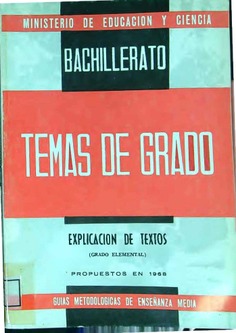 MINISTERIO DE EDUCACION Y CIENCIA
BACHILLERATO
TEMAS DE GRADO
EXPLICACION DE TEXTOS
(GRADO ELEMENTAL)
PROPUESTOS EN 1968
GUIAS METODOLOGICAS DE ENSEÑANZA MEDIA